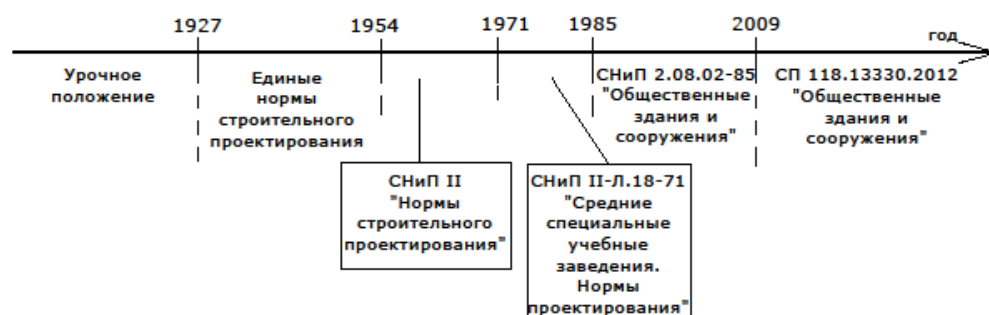 1927 1954 1971 1985 2009
год
Урочное
положение
Единые
нормы
строительного
проектирования
СНиП 2.08.02-85
"Общественные
здания и
сооружения"
СП 118.13330.2012
"Общественные
здания и
сооружения"
СНиП II
"Нормы
строительного
проектирования"
СНиП II-Л.18-71
"Средние
специальные
учебные
заведения.
Нормы
проектирования"